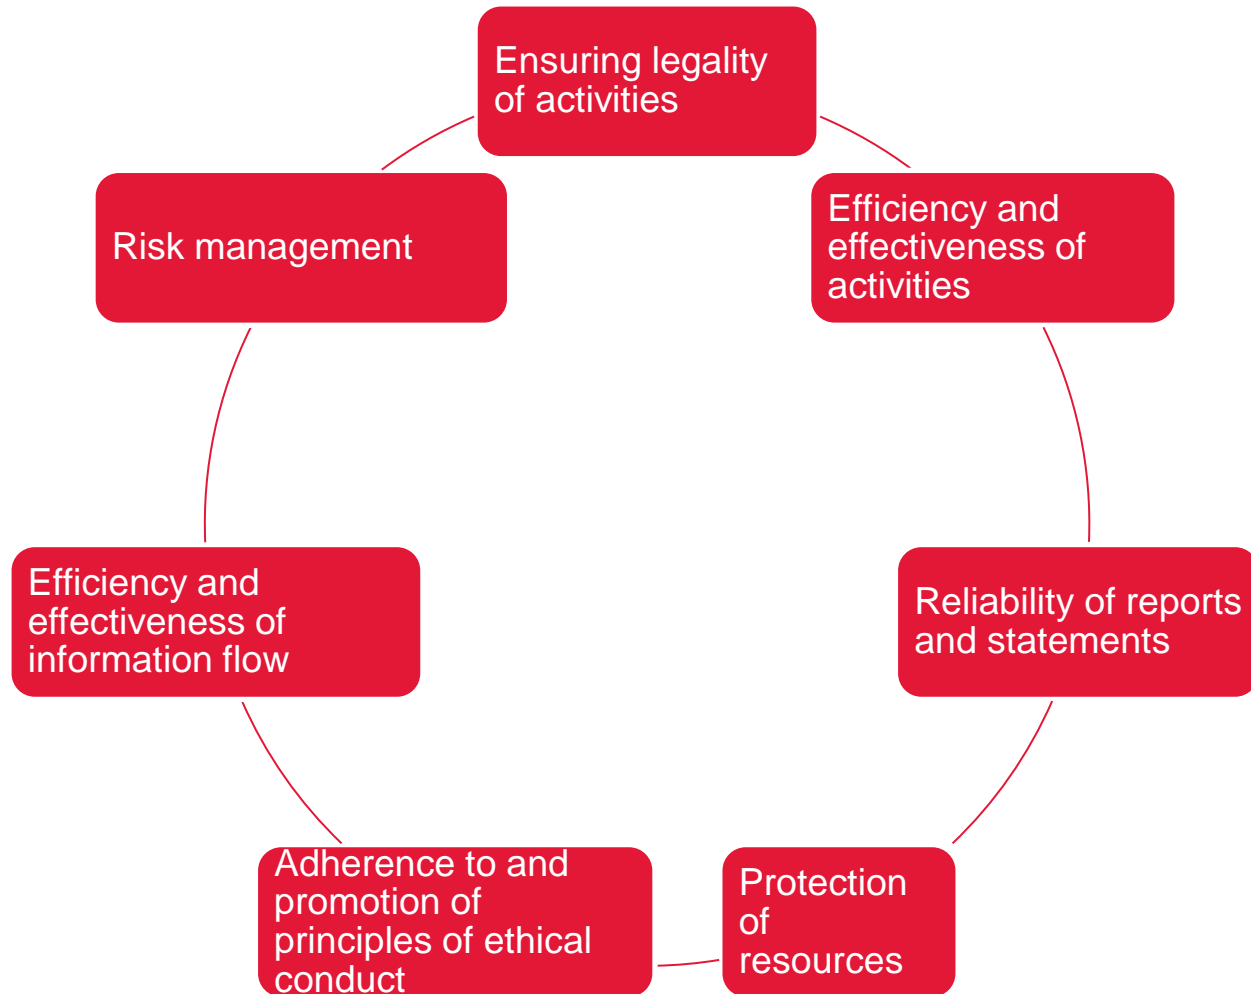 Ensuring legality
of activities
Efficiency and
effectiveness of
activities
Reliability of reports
and statements
Protection
of
resources
Adherence to and
promotion of
principles of ethical
conduct
Efficiency and
effectiveness of
information flow
Risk management